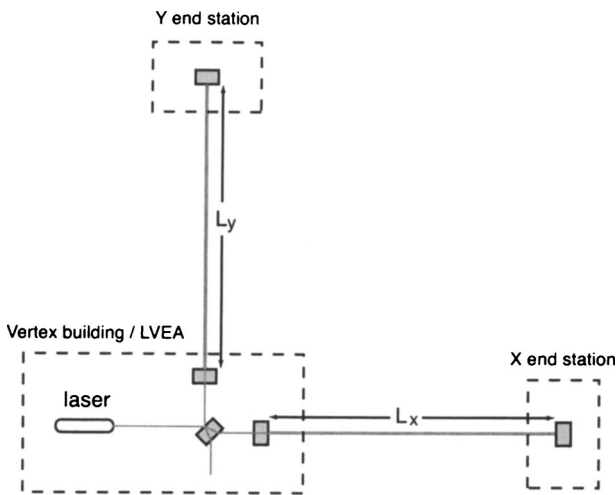 Y end station
Ly
Vertex building / LVEA
X end station
laser
Lx